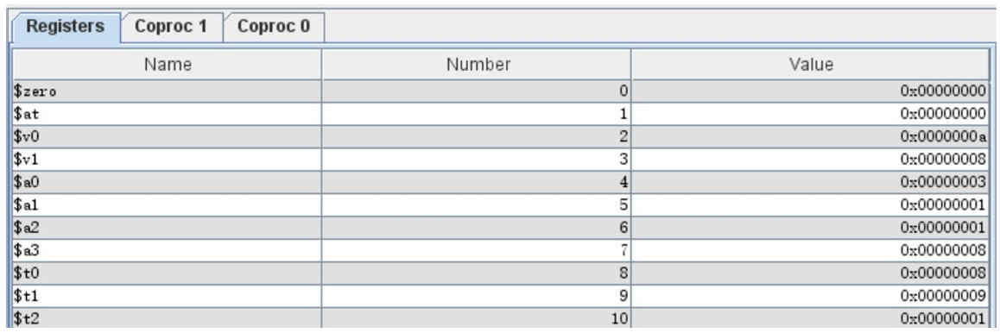 Registers Coproc 1 Coproc 0
Name Number Value
$zero 0 0x00000000
$at 1 0x00000000
$v0 2 0x0000000a
$v1 3 0x00000008
$a0 4 0x00000003
$a1 5 0x00000001
$a2 6 0x00000001
$a3 7 0x00000008
$t0 8 0x00000008
$t1 9 0x00000009
$t2 10 0x00000001